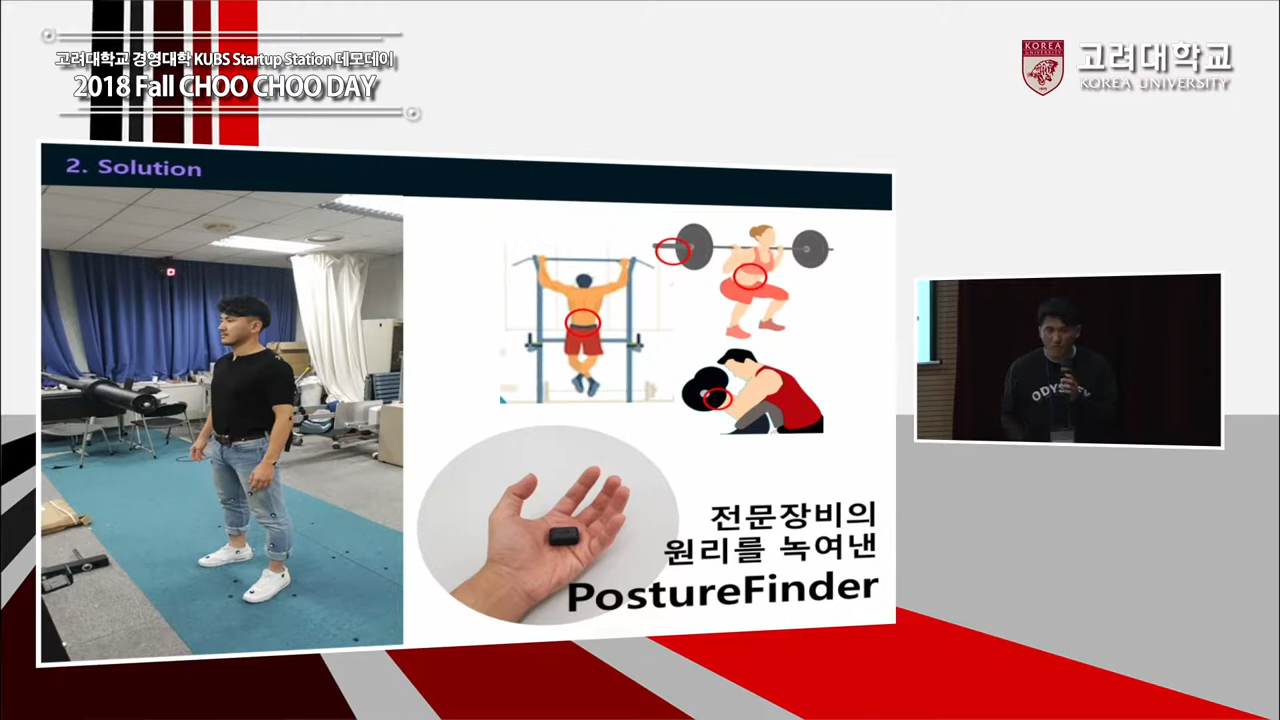 고려대학교 경영대학 KUBS Startup Station 데모데이
2018 Fall CHOO CHOO DAY
KOREA
UNIVERSITY
고려대학교
KOREA UNIVERSITY
2. Solution
전문장비의
원리를 녹여낸
PostureFinder